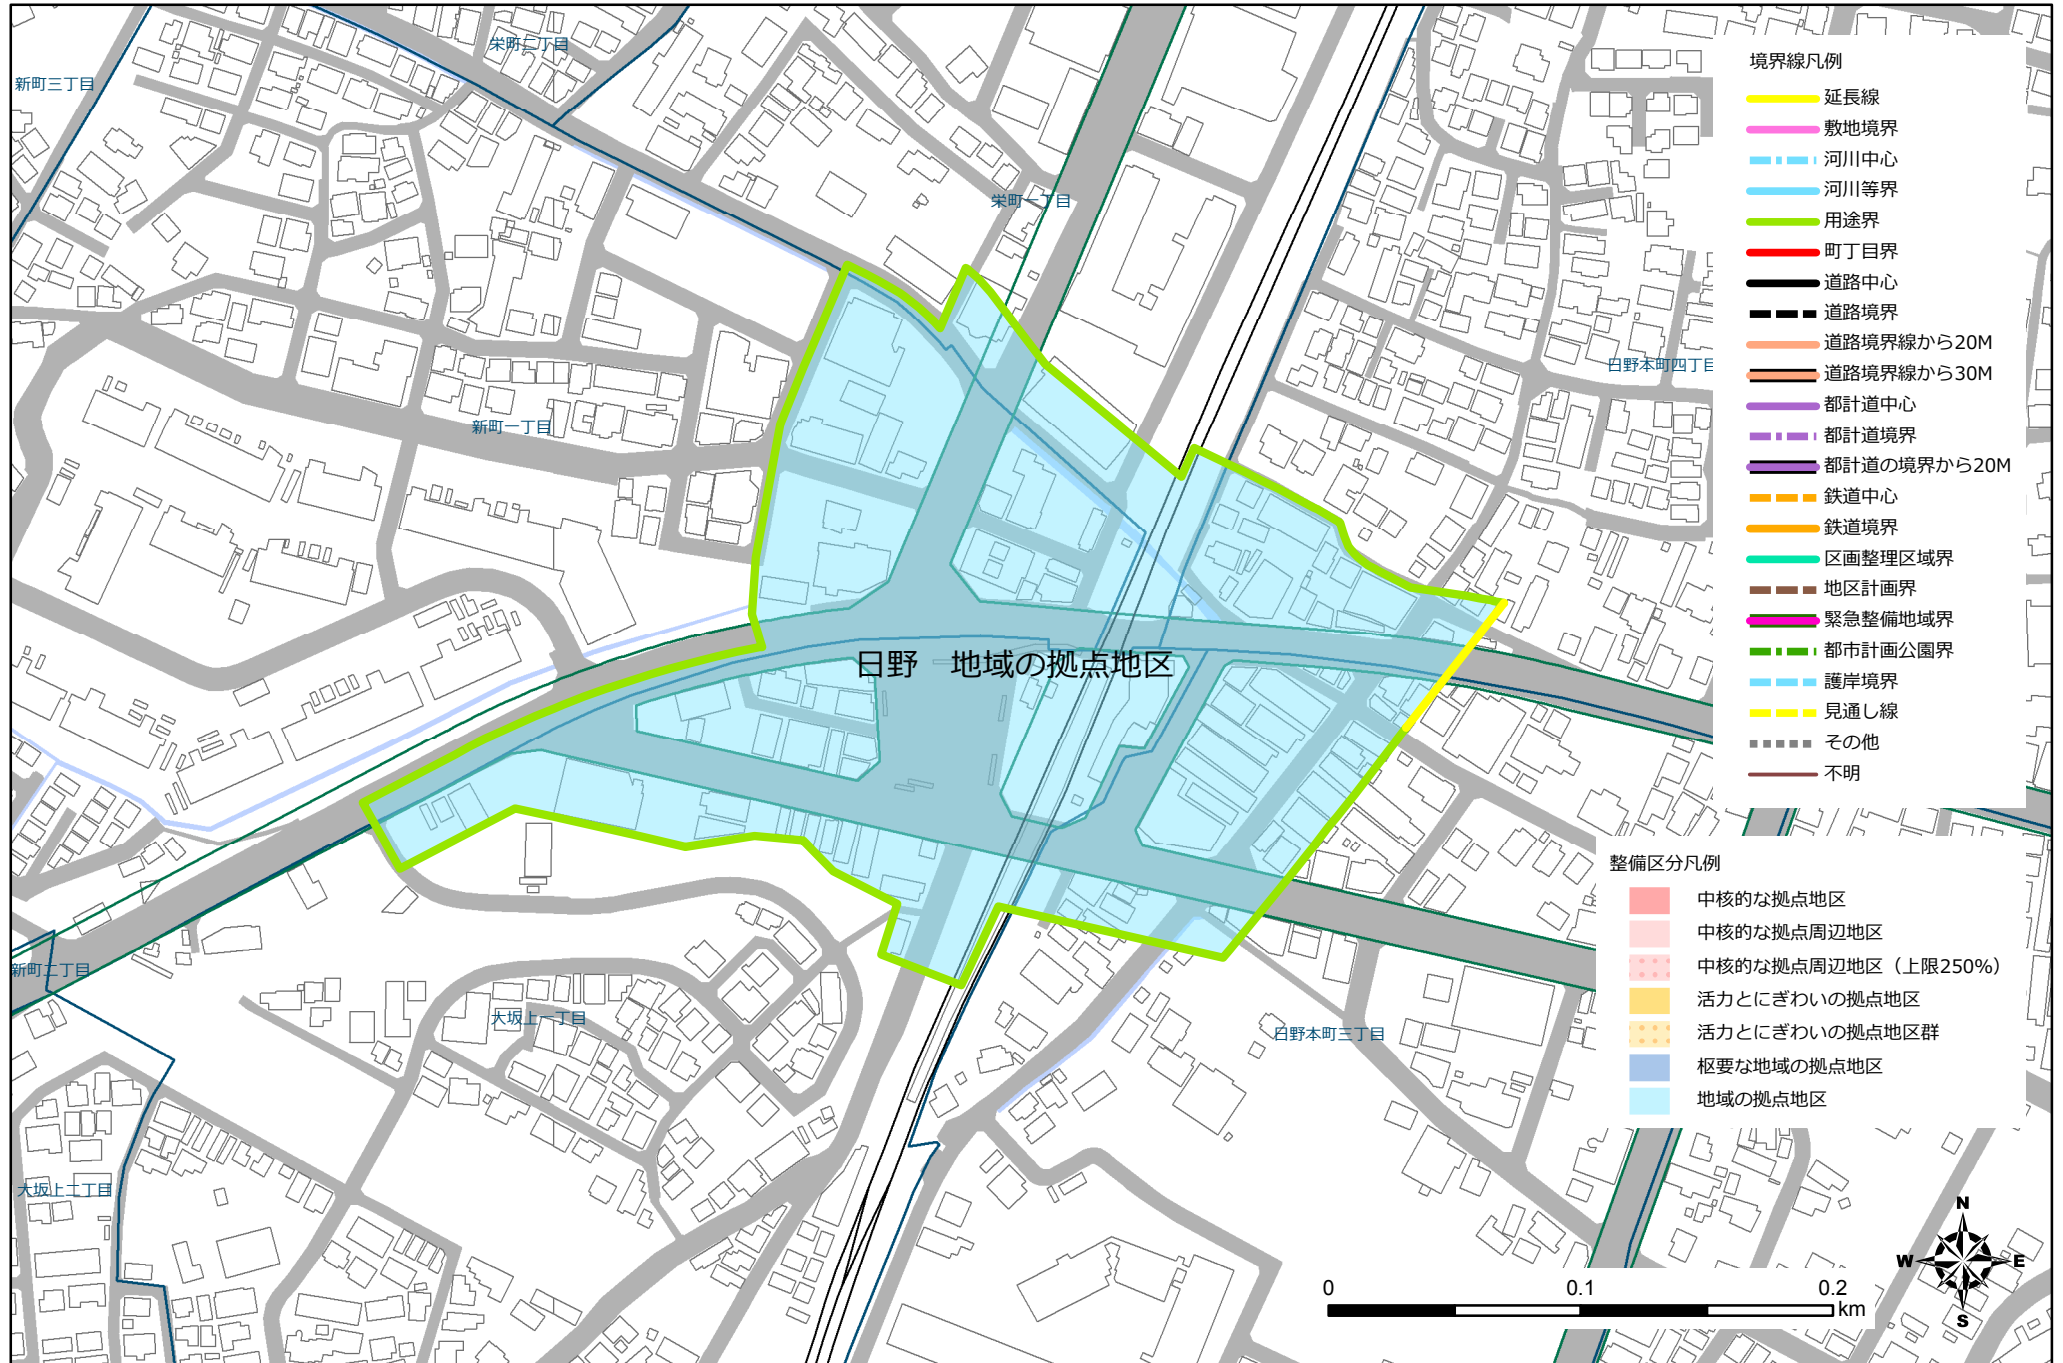 栄町二丁目
新町三丁目
栄町一丁目
日野本町四丁目
新町一丁目
日野　地域の拠点地区
新町二丁目
大坂上一丁目
日野本町三丁目
大坂上二丁目
境界線凡例
延長線
敷地境界
河川中心
河川等界
用途界
町丁目界
道路中心
道路境界
道路境界線から20M
道路境界線から30M
都計道中心
都計道境界
都計道の境界から20M
鉄道中心
鉄道境界
区画整理区域界
地区計画界
緊急整備地域界
都市計画公園界
護岸境界
見通し線
その他
不明
整備区分凡例
中核的な拠点地区
中核的な拠点周辺地区
中核的な拠点周辺地区（上限250%）
活力とにぎわいの拠点地区
活力とにぎわいの拠点地区群
枢要な地域の拠点地区
地域の拠点地区
N
W E
S
0 0.1 0.2
km